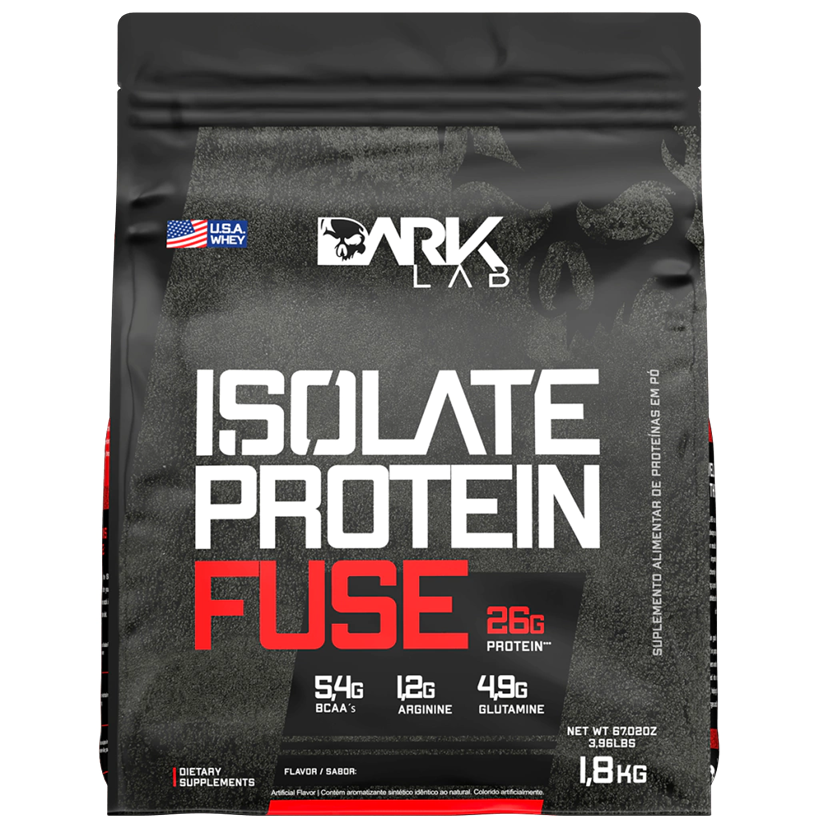 U.S.A.
WHEY
DARK
LAB
ISOLATE
PROTEIN
FUSE
26G
PROTEIN***
5,4G
BCAA's
1,2G
ARGININE
4,9G
GLUTAMINE
SUPLEMENTO ALIMENTAR DE PROTEÍNAS EM PÓ
NET WT 67.02OZ
3,96LBS
1,8KG
DIETARY
SUPPLEMENTS
FLAVOR / SABOR:
Artificial Flavor | Contém aromatizante sintético idêntico ao natural. Colorido artificialmente.